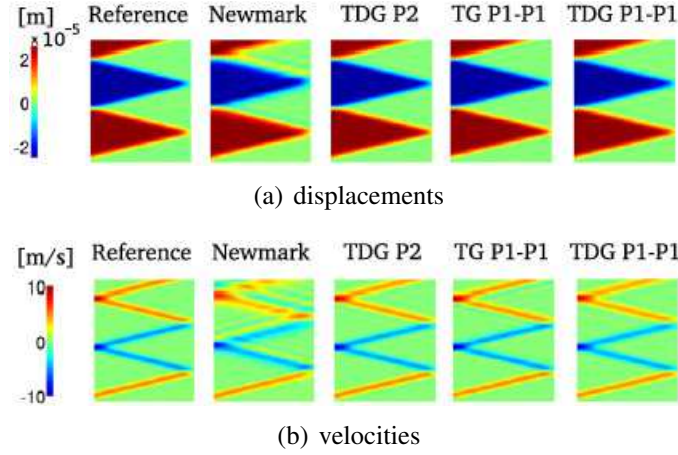 [m] Reference Newmark TDG P2 TG P1-P1 TDG P1-P1
x 10-5
2
0
-2
(a) displacements
[m/s] Reference Newmark TDG P2 TG P1-P1 TDG P1-P1
10
0
-10
(b) velocities